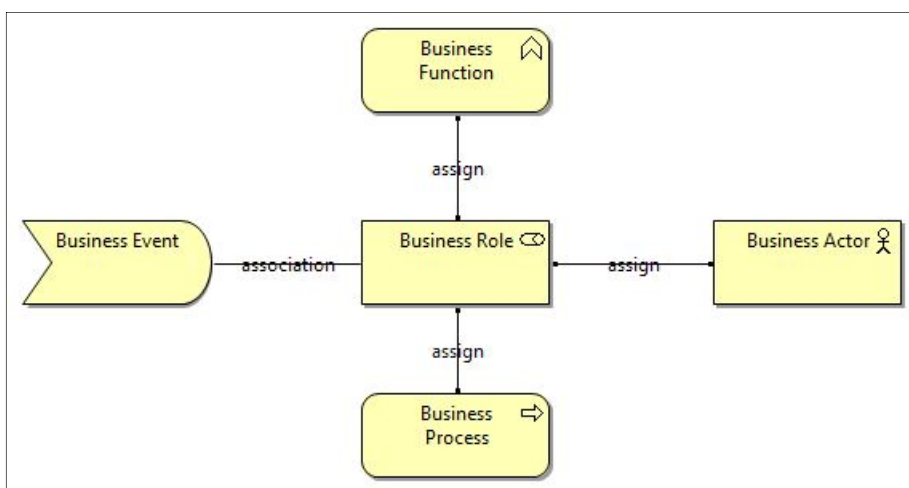 Business
Function
assign
Business Event
association
Business Role
assign
Business Actor
assign
Business
Process